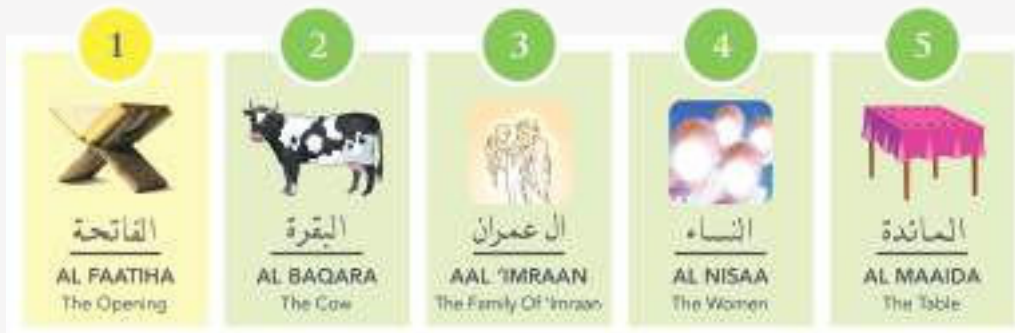 1
الفاتحة
AL FAATIHA
The Opening
2
البقرة
AL BAQARA
The Cow
3
ال عمران
AAL 'IMRAAN
The Family Of 'Imraan
4
النساء
AL NISAA
The Women
5
المائدة
AL MAAIDA
The Table